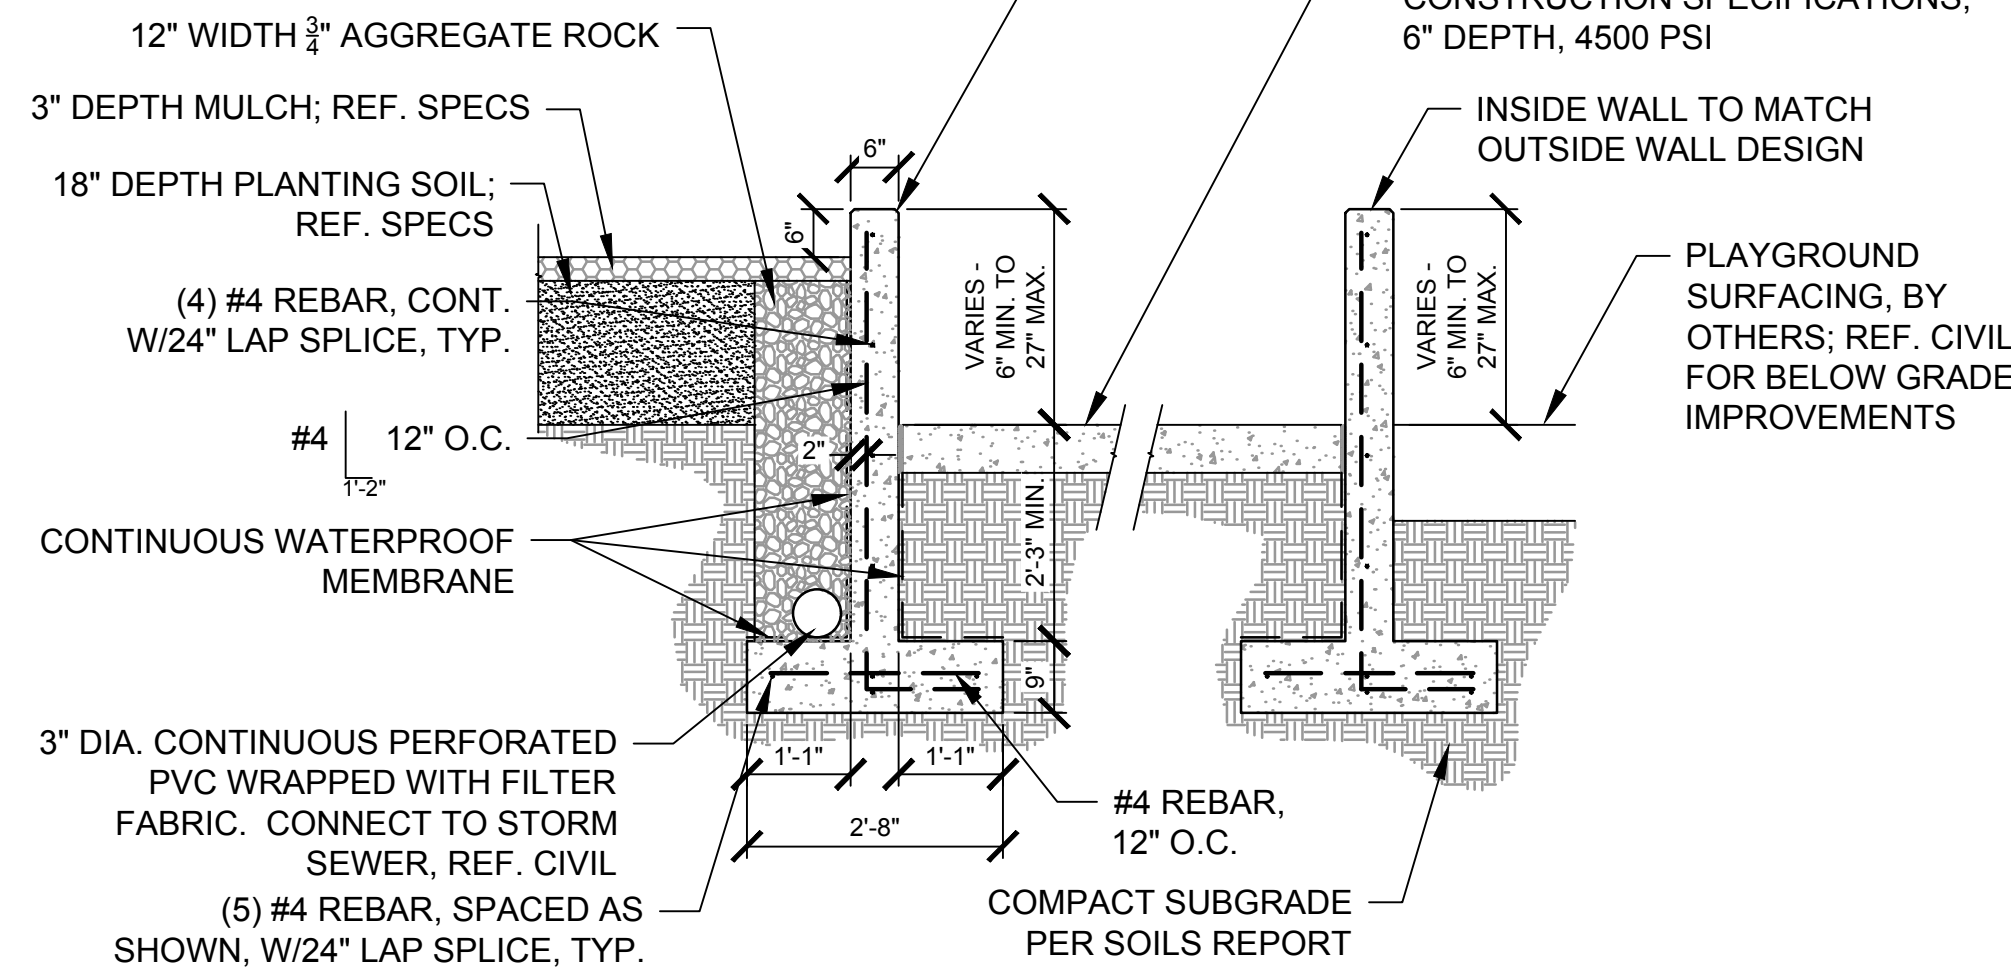 CONSTRUCTION SPECIFICATIONS,
6" DEPTH, 4500 PSI
12" WIDTH 3/4" AGGREGATE ROCK
3" DEPTH MULCH; REF. SPECS
18" DEPTH PLANTING SOIL;
REF. SPECS
(4) #4 REBAR, CONT.
W/24" LAP SPLICE, TYP.
#4 12" O.C.
1'-2"
CONTINUOUS WATERPROOF
MEMBRANE
3" DIA. CONTINUOUS PERFORATED
PVC WRAPPED WITH FILTER
FABRIC. CONNECT TO STORM
SEWER, REF. CIVIL
(5) #4 REBAR, SPACED AS
SHOWN, W/24" LAP SPLICE, TYP.
6"
6"
2"
VARIES -
6" MIN. TO
27" MAX.
2'-3" MIN.
9"
1'-1"
1'-1"
2'-8"
#4 REBAR,
12" O.C.
COMPACT SUBGRADE
PER SOILS REPORT
INSIDE WALL TO MATCH
OUTSIDE WALL DESIGN
VARIES -
6" MIN. TO
27" MAX.
PLAYGROUND
SURFACING, BY
OTHERS; REF. CIVIL
FOR BELOW GRADE
IMPROVEMENTS